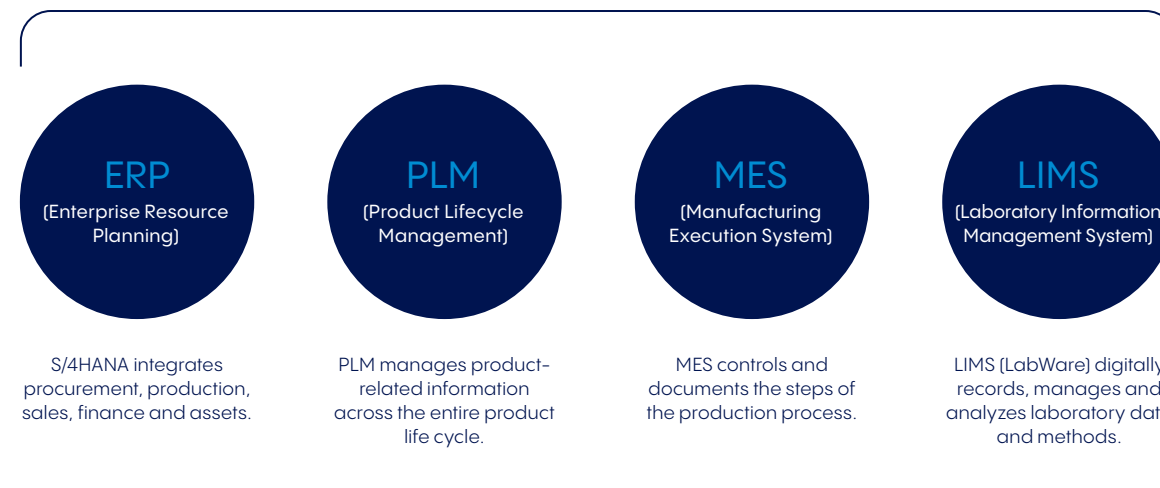 ERP
(Enterprise Resource
Planning)
S/4HANA integrates
procurement, production,
sales, finance and assets.
PLM
(Product Lifecycle
Management)
PLM manages product-
related information
across the entire product
life cycle.
MES
(Manufacturing
Execution System)
MES controls and
documents the steps of
the production process.
LIMS
(Laboratory Information
Management System)
LIMS (LabWare) digitally
records, manages and
analyzes laboratory dat
and methods.